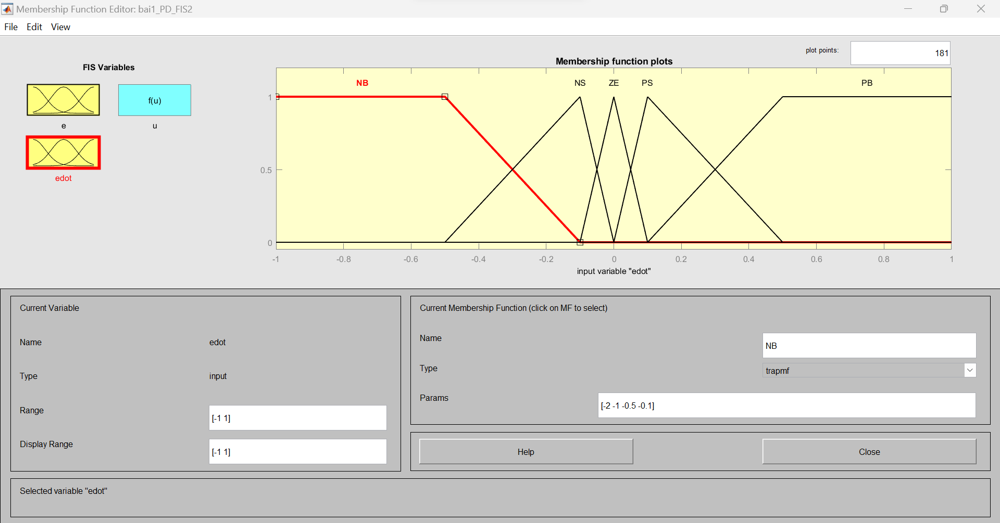 Membership Function Editor: bai1_PD_FIS2
File Edit View
plot points:
181
FIS Variables
Membership function plots
f(u)
e
u
edot
NB
NS
ZE
PS
PB
1
0.5
0
-1
-0.8
-0.6
-0.4
-0.2
0
0.2
0.4
0.6
0.8
1
input variable "edot"
Current Variable
Name
edot
Type
input
Range
[-1 1]
Display Range
[-1 1]
Current Membership Function (click on MF to select)
Name
NB
Type
trapmf
Params
[-2 -1 -0.5 -0.1]
Help
Close
Selected variable "edot"